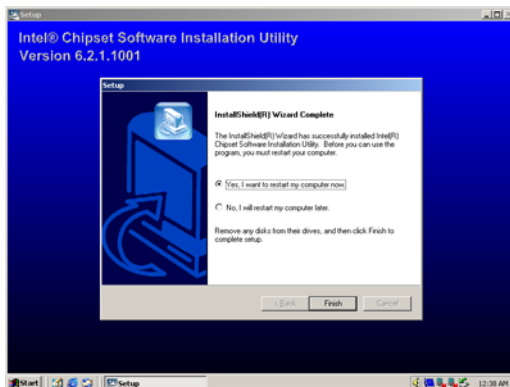 Setup
Intel® Chipset Software Installation Utility
Version 6.2.1.1001
Setup
InstallShield(R) Wizard Complete
The InstallShield(R) Wizard has successfully installed Intel(R)
Chipset Software Installation Utility. Before you can use the
program, you must restart your computer.
Yes, I want to restart my computer now.
No, I will restart my computer later.
Remove any disks from their drives, and then click Finish to
complete setup.
< Back Finish Cancel
Start Setup 12:38 AM